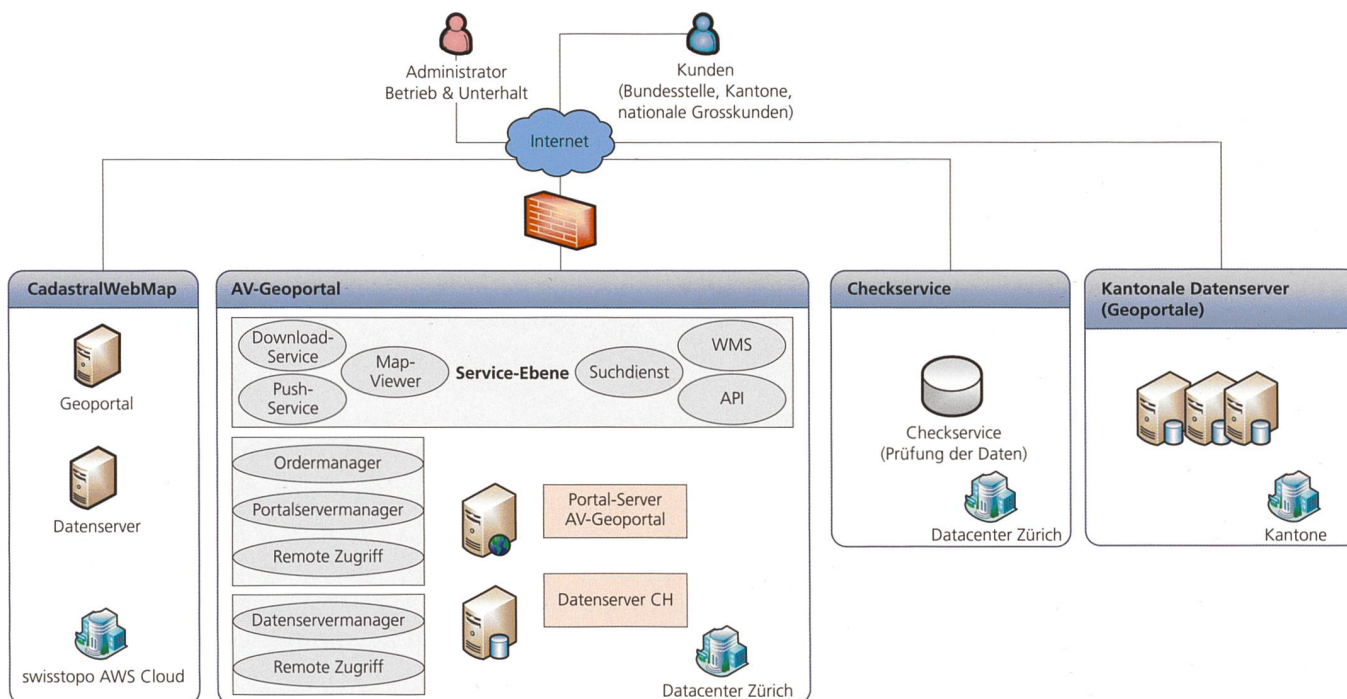 Administrator
Betrieb & Unterhalt
Kunden
(Bundesstelle, Kantone,
nationale Grosskunden)
Internet
CadastralWebMap
Geoportal
Datenserver
swisstopo AWS Cloud
AV-Geoportal
Download-
Service
Push-
Service
Map-
Viewer
Service-Ebene
Suchdienst
WMS
API
Ordermanager
Portalservermanager
Remote Zugriff
Portal-Server
AV-Geoportal
Datenservermanager
Remote Zugriff
Datenserver CH
Datacenter Zürich
Checkservice
Checkservice
(Prüfung der Daten)
Datacenter Zürich
Kantonale Datenserver
(Geoportale)
Kantone